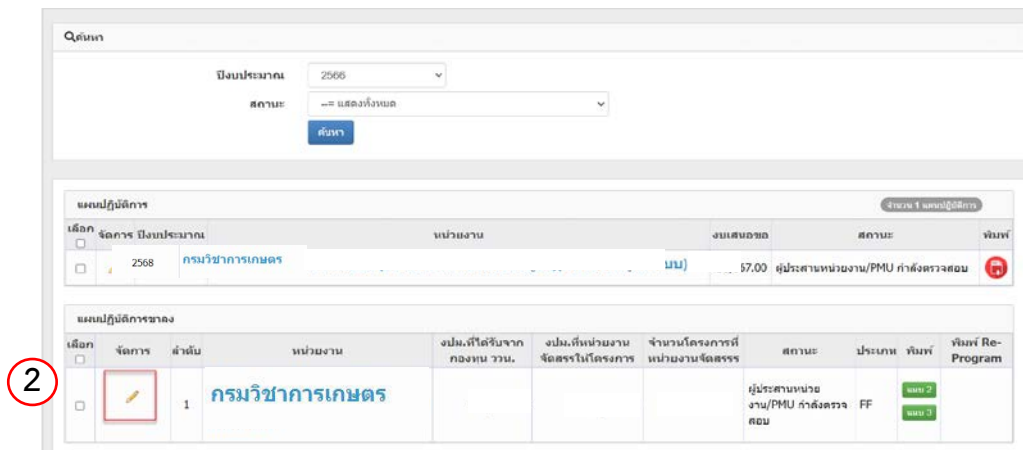 ค้นหา
ปีงบประมาณ 2566
สถานะ --= แสดงทั้งหมด
ค้นหา
แผนปฏิบัติการ จำนวน 1 แผนปฏิบัติการ
เลือก จัดการ ปีงบประมาณ หน่วยงาน งบเสนอขอ สถานะ พิมพ์
2568 กรมวิชาการเกษตร บบ) 57.00 ผู้ประสานหน่วยงาน/PMU กำลังตรวจสอบ
แผนปฏิบัติการขาลง
เลือก จัดการ ลำดับ หน่วยงาน งปม.ที่ได้รับจาก งปม.ที่หน่วยงาน จำนวนโครงการที่ สถานะ ประเภท พิมพ์ พิมพ์ Re-
กองทุน ววน. จัดสรรในโครงการ หน่วยงานจัดสรรร Program
2
1 กรมวิชาการเกษตร ผู้ประสานหน่วย FF แบบ 2
งาน/PMU กำลังตรวจ แบบ 3
สอบ